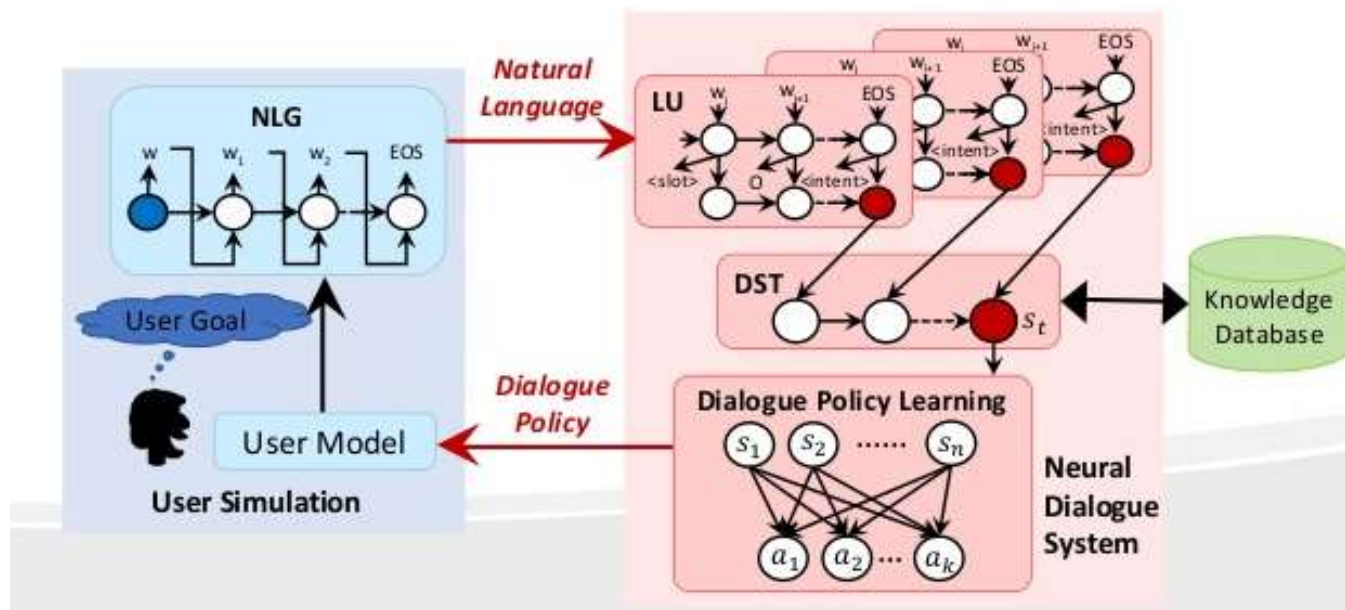 NLG
w
w₁
w₂
EOS
User Goal
User Model
User Simulation
Natural
Language
Dialogue
Policy
LU
wᵢ
wᵢ₊₁
EOS
<slot>
O
<intent>
wᵢ
wᵢ₊₁
EOS
<intent>
wᵢ
wᵢ₊₁
EOS
<intent>
DST
sₜ
Knowledge
Database
Dialogue Policy Learning
s₁ s₂ ...... sₙ
a₁ a₂ ... aₖ
Neural
Dialogue
System